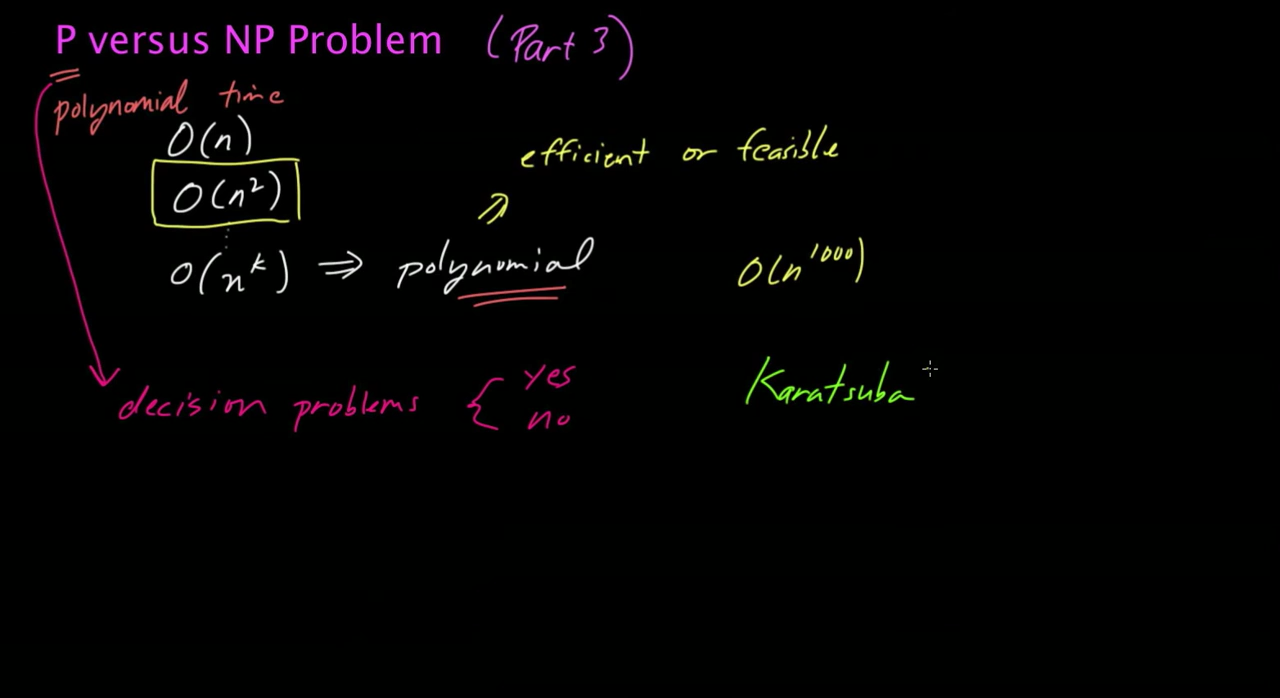 P versus NP Problem (Part 3)
polynomial time
O(n)
efficient or feasible
O(n²)
O(n^k) ⇒ polynomial
O(n^1000)
decision problems { yes
no
Karatsuba